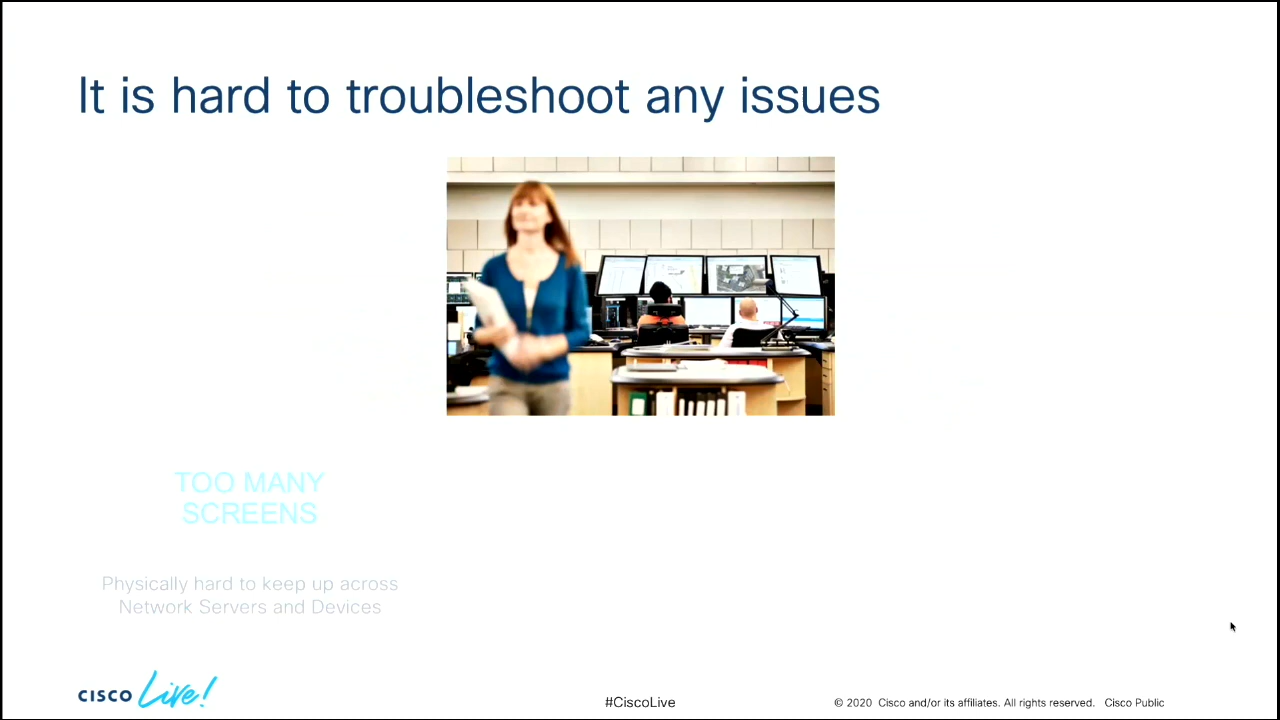 It is hard to troubleshoot any issues
TOO MANY
SCREENS
Physically hard to keep up across
Network Servers and Devices
CISCO Live!
#CiscoLive
© 2020 Cisco and/or its affiliates. All rights reserved. Cisco Public